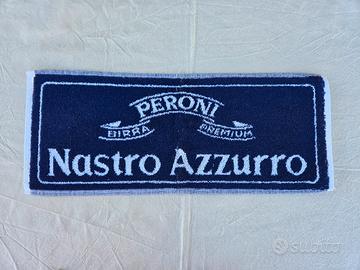 PERONI
BIRRA PREMIUM
Nastro Azzurro
subito